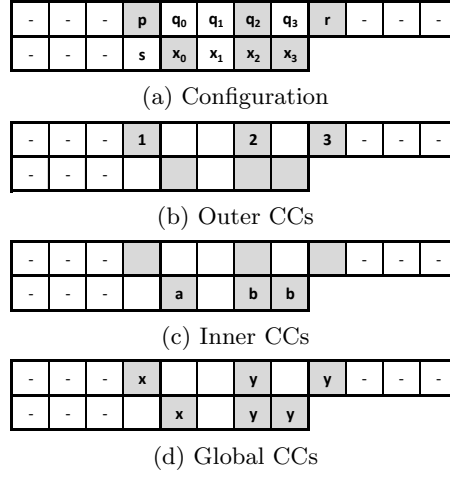 - - - p q₀ q₁ q₂ q₃ r - - -
- - - s x₀ x₁ x₂ x₃
(a) Configuration
- - - 1 2 3 - - -
- - -
(b) Outer CCs
- - - - - -
- - - a b b
(c) Inner CCs
- - - x y y - - -
- - - x y y
(d) Global CCs